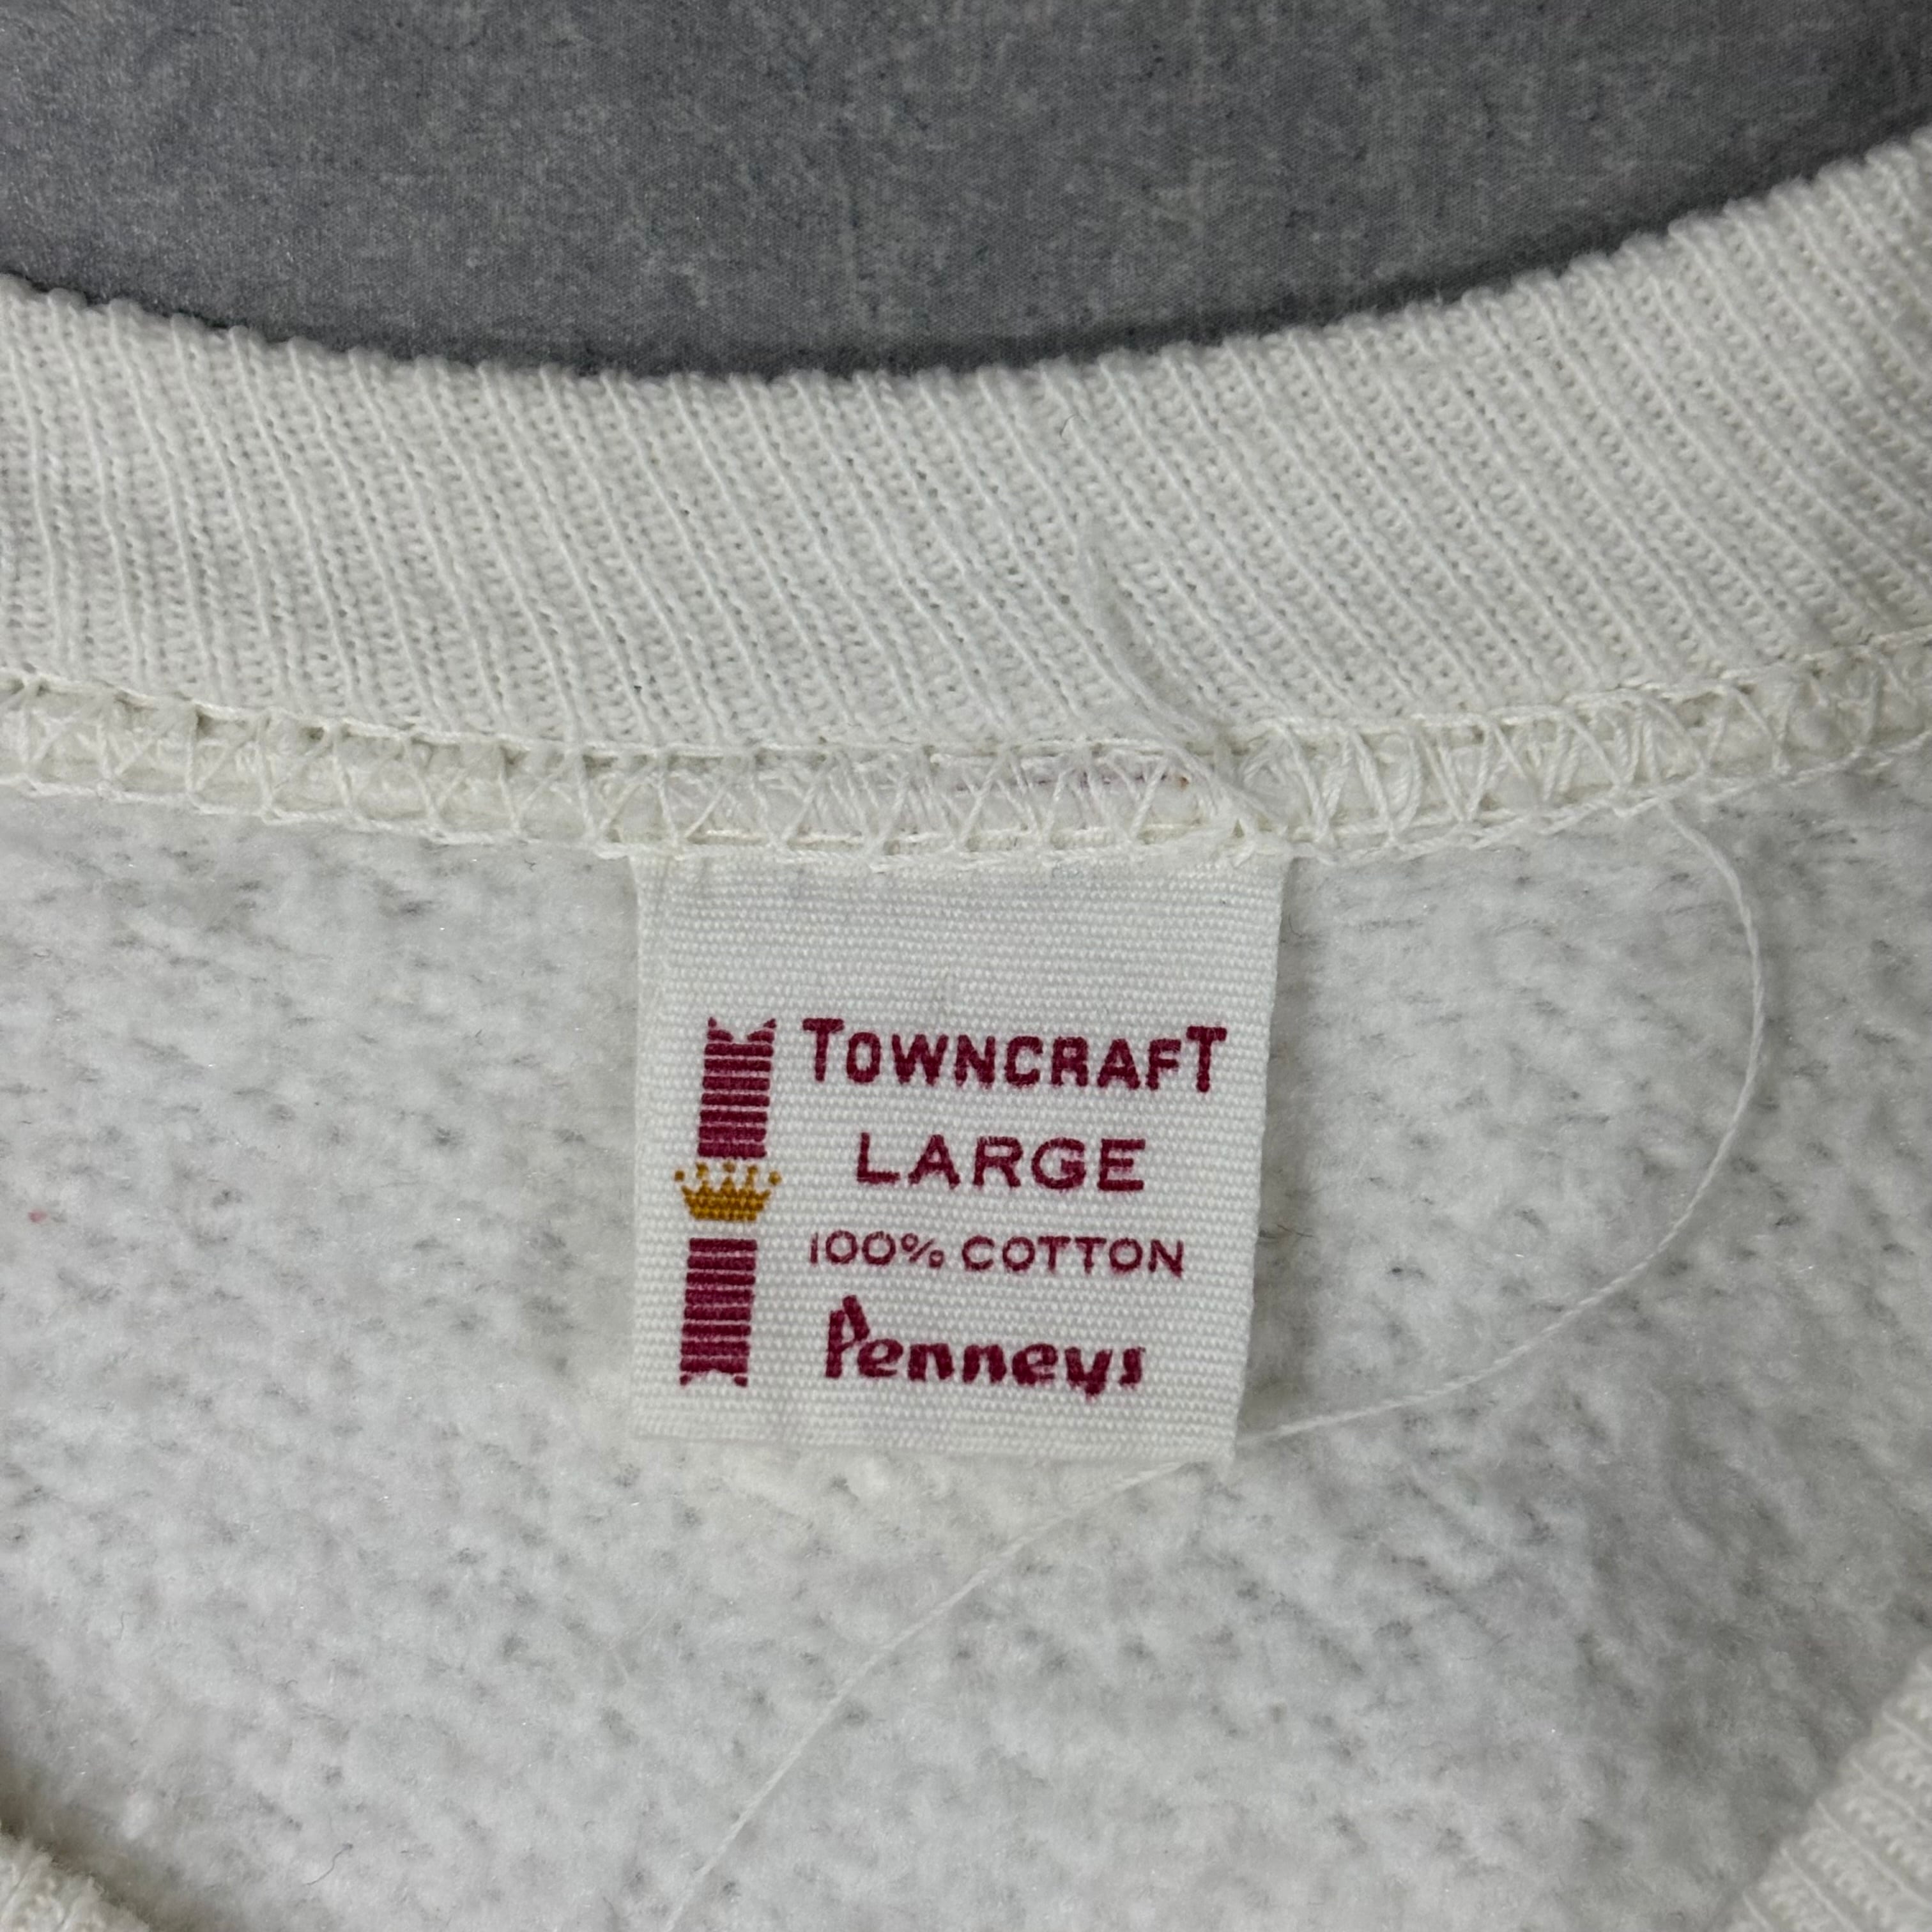 TOWNCRAFT
LARGE
100% COTTON
Penneys